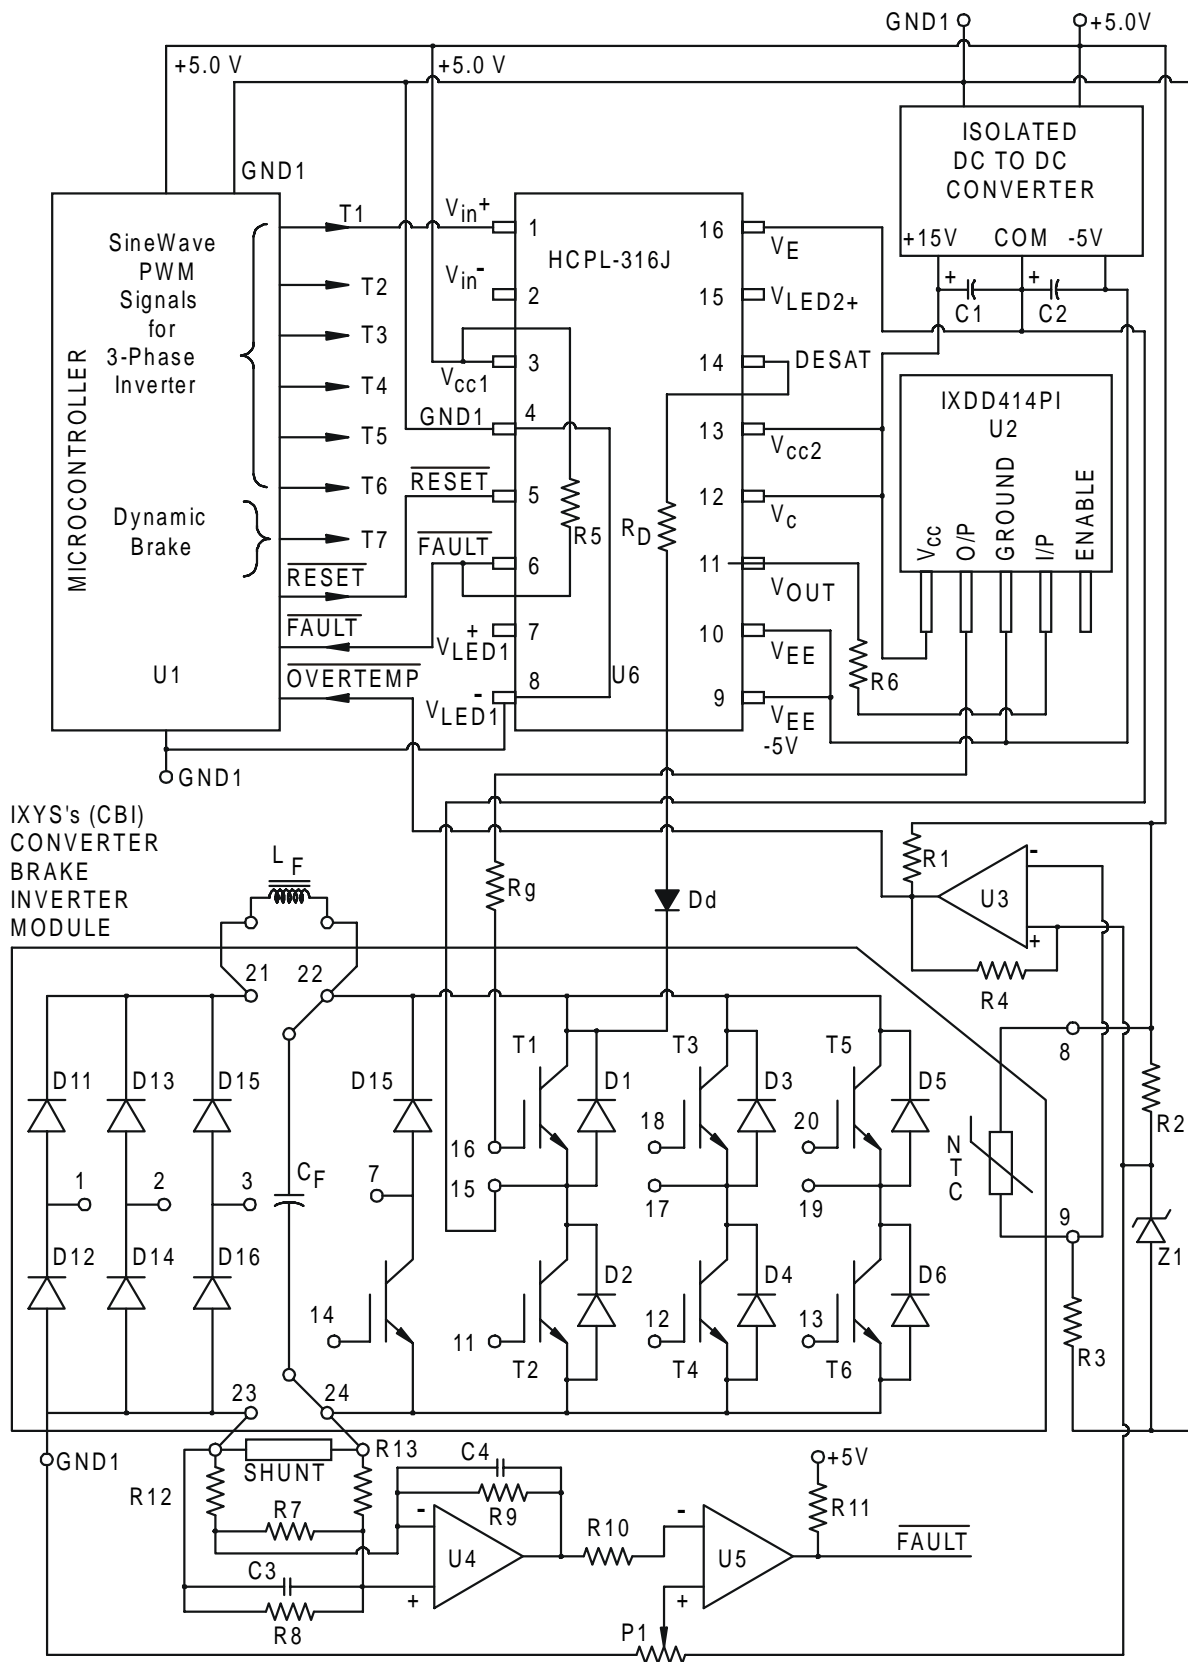 GND1
+5.0V
+5.0 V
+5.0 V
ISOLATED
DC TO DC
CONVERTER
+15V COM -5V
+ C1
+ C2
GND1
MICROCONTROLLER
SineWave
PWM
Signals
for
3-Phase
Inverter
Dynamic
Brake
U1
T1
T2
T3
T4
T5
T6
T7
RESET
FAULT
OVERTEMP
GND1
HCPL-316J
U6
Vin+
1
Vin-
2
3
Vcc1
4
GND1
RESET
5
FAULT
6
R5
+
7
VLED1
8
-
VLED1
16
VE
15
VLED2+
14
DESAT
13
Vcc2
12
Vc
11
VOUT
10
VEE
9
VEE
-5V
RD
R6
IXDD414PI
U2
Vcc
O/P
GROUND
I/P
ENABLE
IXYS's (CBI)
CONVERTER
BRAKE
INVERTER
MODULE
LF
Rg
Dd
R1
-
U3
+
R4
21
22
8
D11
D13
D15
D15
T1
D1
T3
D3
T5
D5
R2
16
18
20
NTC
1
2
3
CF
7
15
17
19
9
Z1
D12
D14
D16
D2
D4
D6
14
11
12
13
T2
T4
T6
R3
23
24
GND1
SHUNT
R13
R12
R7
C3
R8
C4
R9
-
U4
+
R10
-
U5
+
+5V
R11
FAULT
P1